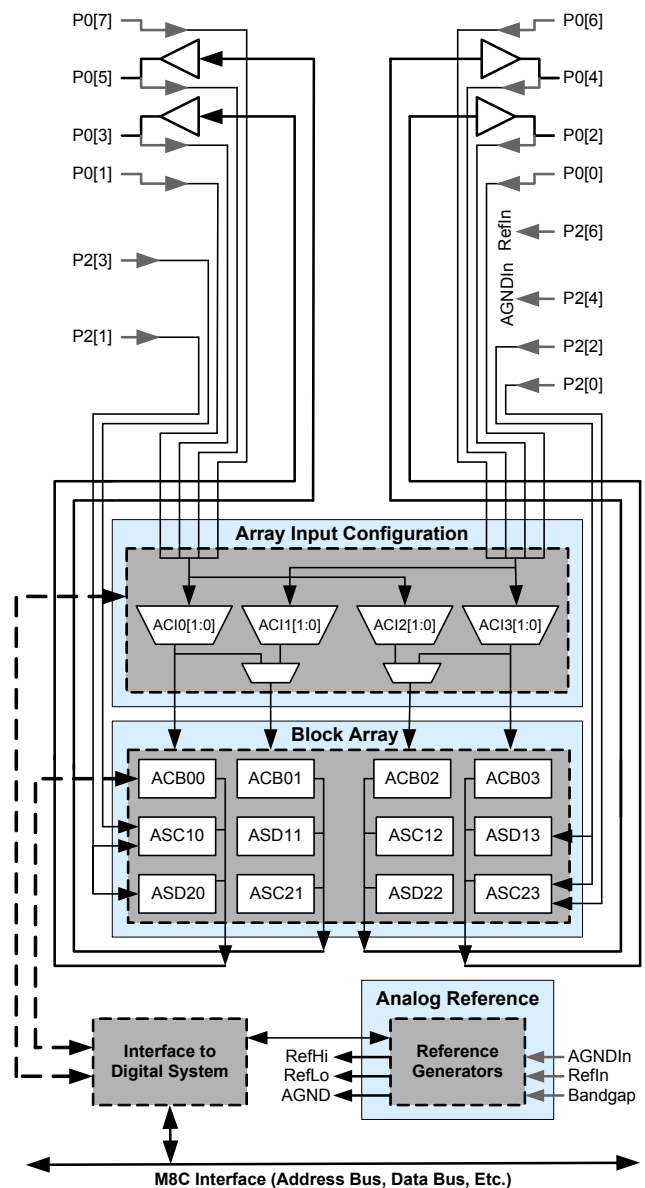 P0[7] P0[6]
P0[5] P0[4]
P0[3] P0[2]
P0[1] P0[0]
RefIn P2[6]
P2[3]
AGNDIn P2[4]
P2[1] P2[2]
P2[0]
Array Input Configuration
ACI0[1:0] ACI1[1:0] ACI2[1:0] ACI3[1:0]
Block Array
ACB00 ACB01 ACB02 ACB03
ASC10 ASD11 ASC12 ASD13
ASD20 ASC21 ASD22 ASC23
Analog Reference
Interface to
Digital System
Reference
Generators
RefHi AGNDIn
RefLo RefIn
AGND Bandgap
M8C Interface (Address Bus, Data Bus, Etc.)